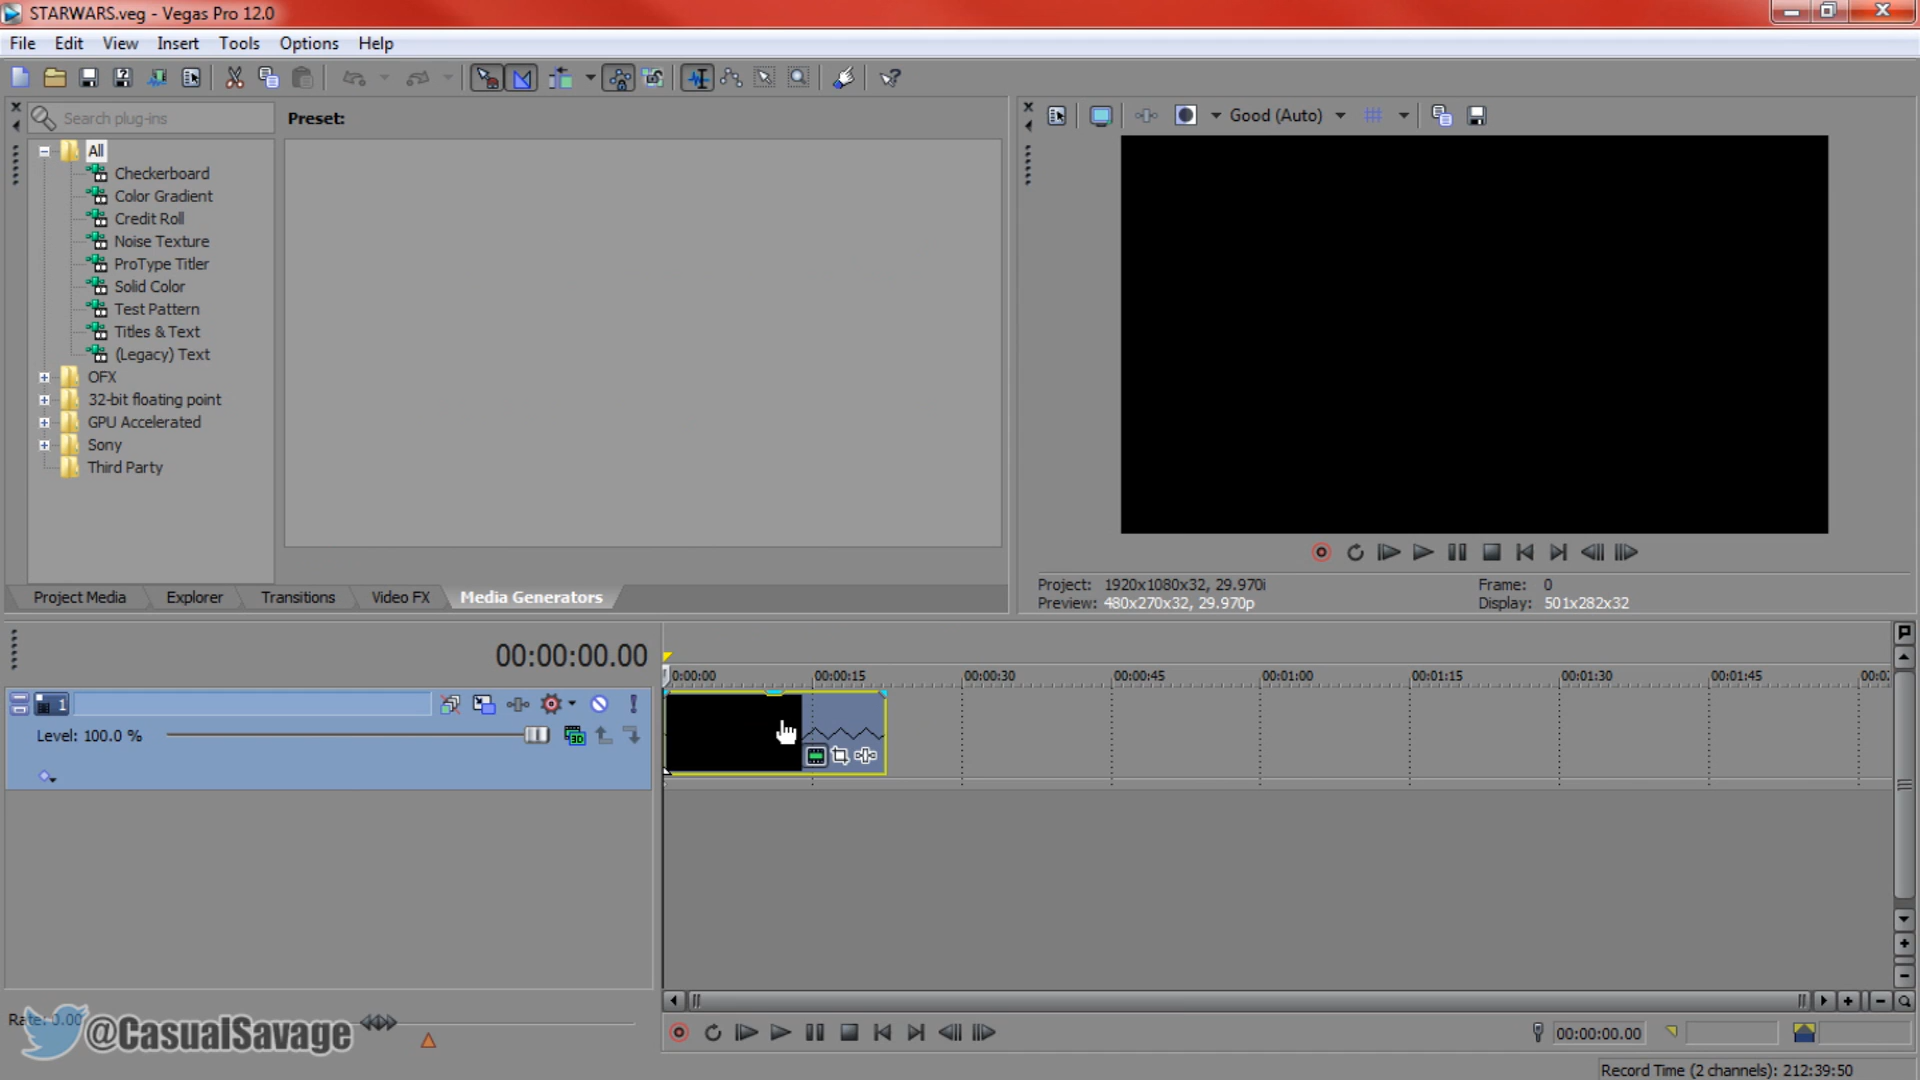 STARWARS.veg - Vegas Pro 12.0
File Edit View Insert Tools Options Help
Search plug-ins
Preset:
Good (Auto)
All
Checkerboard
Color Gradient
Credit Roll
Noise Texture
ProType Titler
Solid Color
Test Pattern
Titles & Text
(Legacy) Text
OFX
32-bit floating point
GPU Accelerated
Sony
Third Party
Project: 1920x1080x32, 29.970i
Frame: 0
Preview: 480x270x32, 29.970p
Display: 501x282x32
Project Media Explorer Transitions Video FX Media Generators
00:00:00.00
0:00:00 00:00:15 00:00:30 00:00:45 00:01:00 00:01:15 00:01:30 00:01:45
1
Level: 100.0 %
3D
Rate: 0.00
@CasualSavage
00:00:00.00
Record Time (2 channels): 212:39:50